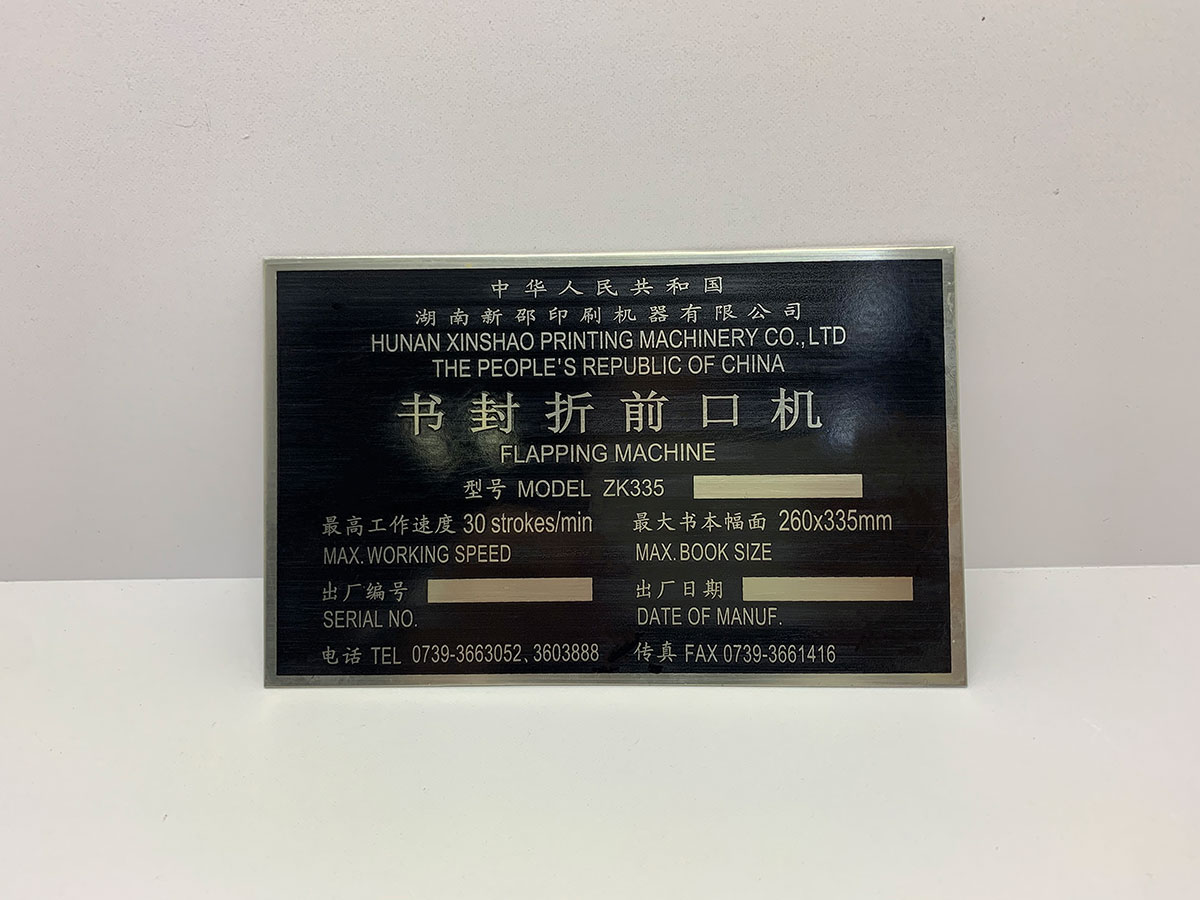 中华人民共和国
湖南新邵印刷机器有限公司
HUNAN XINSHAO PRINTING MACHINERY CO.,LTD
THE PEOPLE'S REPUBLIC OF CHINA
书封折前口机
FLAPPING MACHINE
型号 MODEL ZK335
最高工作速度 30 strokes/min 最大书本幅面 260x335mm
MAX. WORKING SPEED MAX. BOOK SIZE
出厂编号 出厂日期
SERIAL NO. DATE OF MANUF.
电话 TEL 0739-3663052、3603888 传真 FAX 0739-3661416